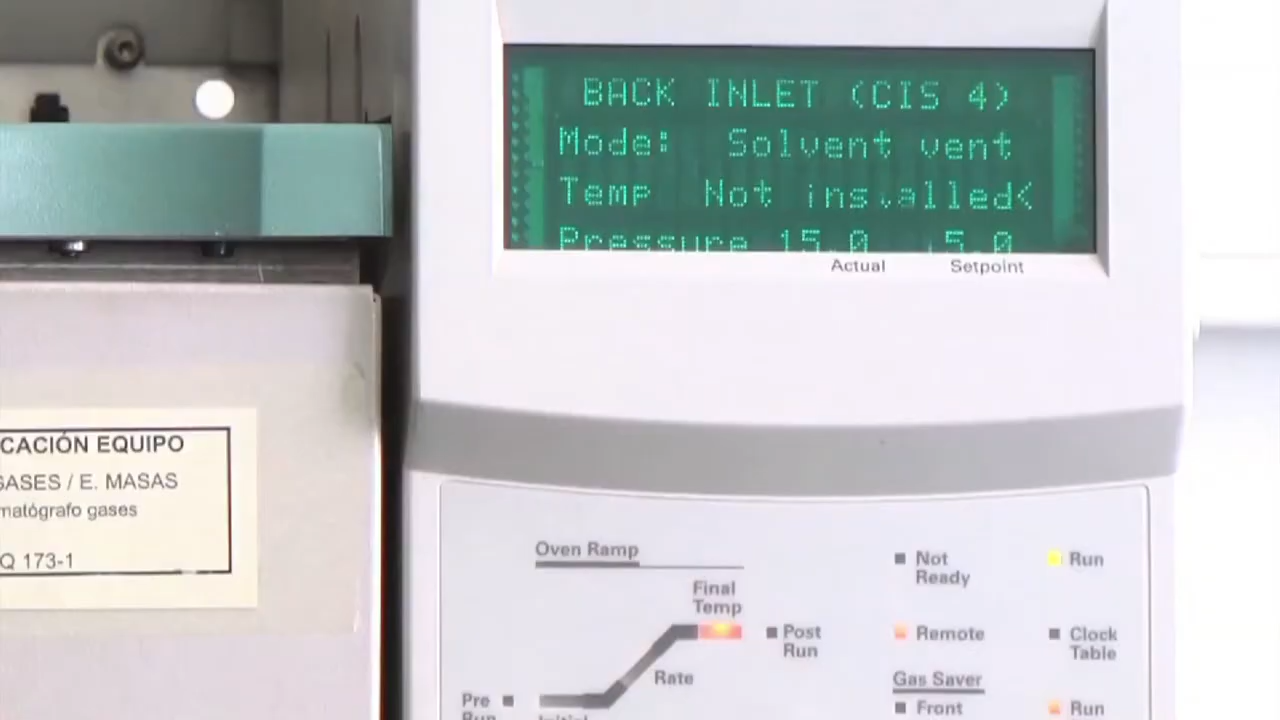 BACK INLET (CIS 4)
Mode: Solvent vent
Temp Not installed<
Pressure 15.0 5.0
Actual Setpoint
CACIÓN EQUIPO
GASES / E. MASAS
matógrafo gases
Q 173-1
Oven Ramp
Final
Temp
Post
Run
Rate
Pre
Run
Initial
Not
Ready
Run
Remote
Clock
Table
Gas Saver
Front
Run